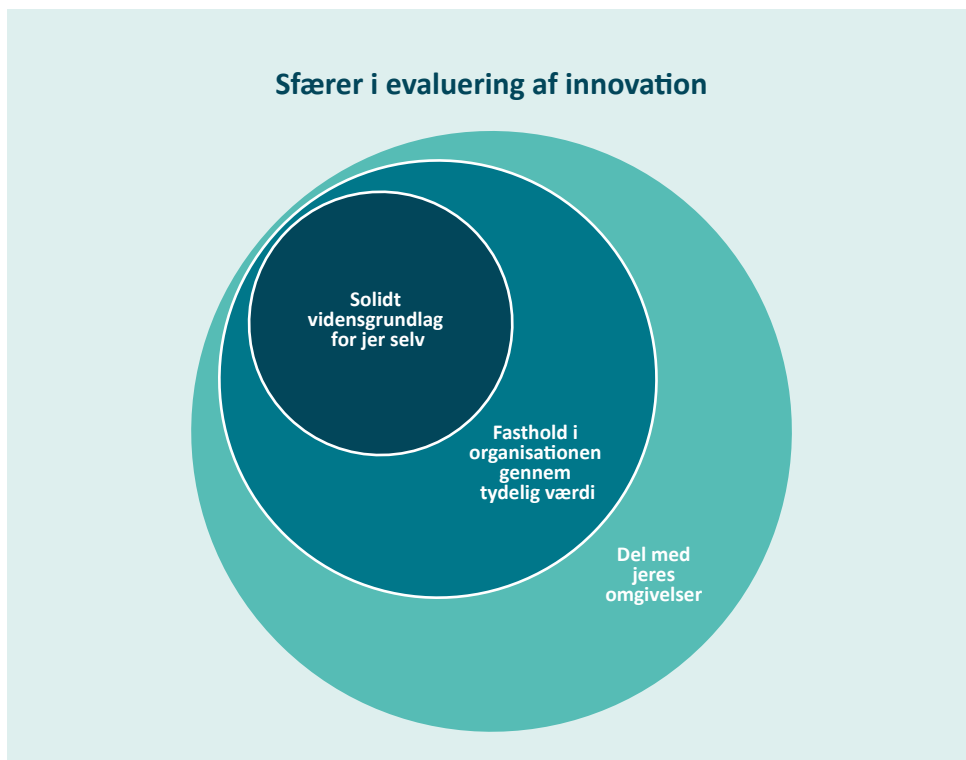 Sfærer i evaluering af innovation
Solidt
vidensgrundlag
for jer selv
Fasthold i
organisationen
gennem
tydelig værdi
Del med
jeres
omgivelser